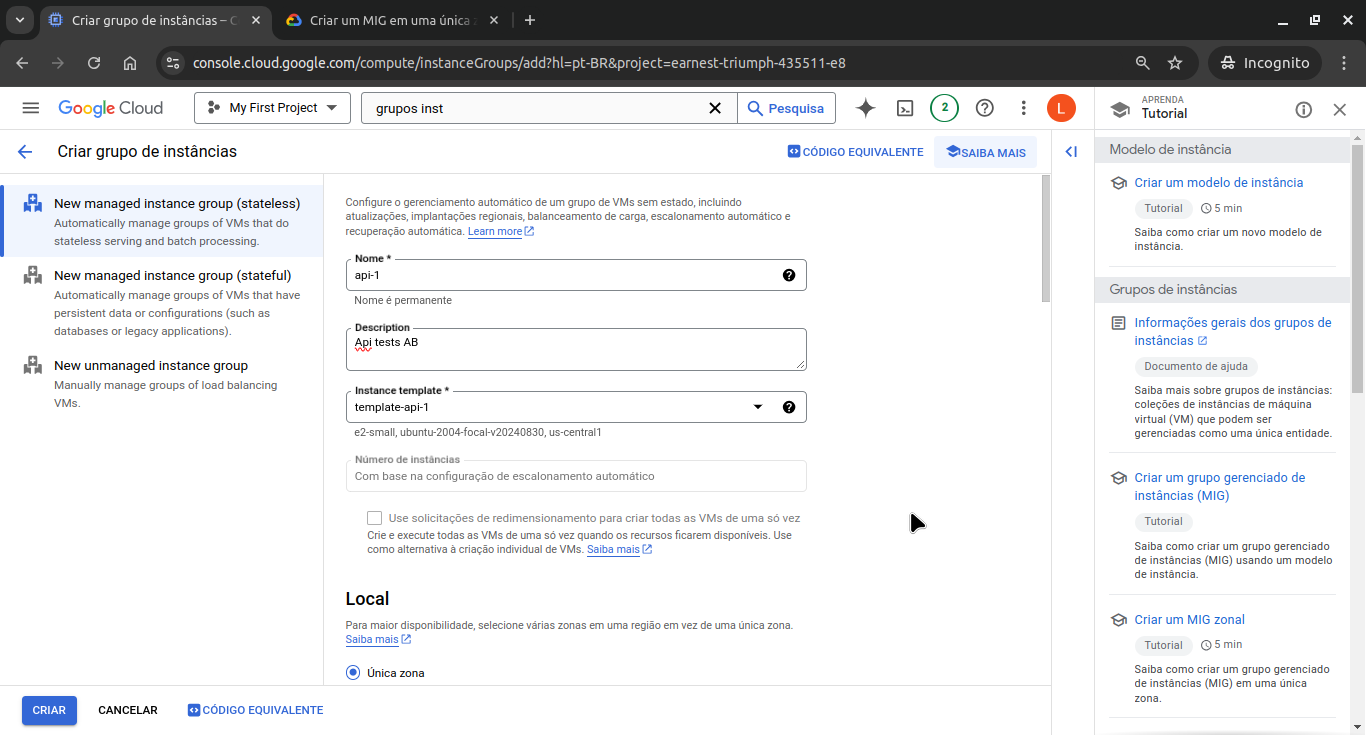 Criar grupo de instâncias – C
Criar um MIG em uma única
console.cloud.google.com/compute/instanceGroups/add?hl=pt-BR&project=earnest-triumph-435511-e8
Incognito
Google Cloud
My First Project
grupos inst
Pesquisa
2
L
APRENDA
Tutorial
Criar grupo de instâncias
CÓDIGO EQUIVALENTE
SAIBA MAIS
New managed instance group (stateless)
Automatically manage groups of VMs that do
stateless serving and batch processing.
New managed instance group (stateful)
Automatically manage groups of VMs that have
persistent data or configurations (such as
databases or legacy applications).
New unmanaged instance group
Manually manage groups of load balancing
VMs.
Configure o gerenciamento automático de um grupo de VMs sem estado, incluindo
atualizações, implantações regionais, balanceamento de carga, escalonamento automático e
recuperação automática. Learn more
Nome *
api-1
Nome é permanente
Description
Api tests AB
Instance template *
template-api-1
e2-small, ubuntu-2004-focal-v20240830, us-central1
Número de instâncias
Com base na configuração de escalonamento automático
Use solicitações de redimensionamento para criar todas as VMs de uma só vez
Crie e execute todas as VMs de uma só vez quando os recursos ficarem disponíveis. Use
como alternativa à criação individual de VMs. Saiba mais
Local
Para maior disponibilidade, selecione várias zonas em uma região em vez de uma única zona.
Saiba mais
Única zona
CRIAR
CANCELAR
CÓDIGO EQUIVALENTE
Modelo de instância
Criar um modelo de instância
Tutorial
5 min
Saiba como criar um novo modelo de
instância.
Grupos de instâncias
Informações gerais dos grupos de
instâncias
Documento de ajuda
Saiba mais sobre grupos de instâncias:
coleções de instâncias de máquina
virtual (VM) que podem ser
gerenciadas como uma única entidade.
Criar um grupo gerenciado de
instâncias (MIG)
Tutorial
Saiba como criar um grupo gerenciado
de instâncias (MIG) usando um modelo
de instância.
Criar um MIG zonal
Tutorial
5 min
Saiba como criar um grupo gerenciado
de instâncias (MIG) em uma única
zona.